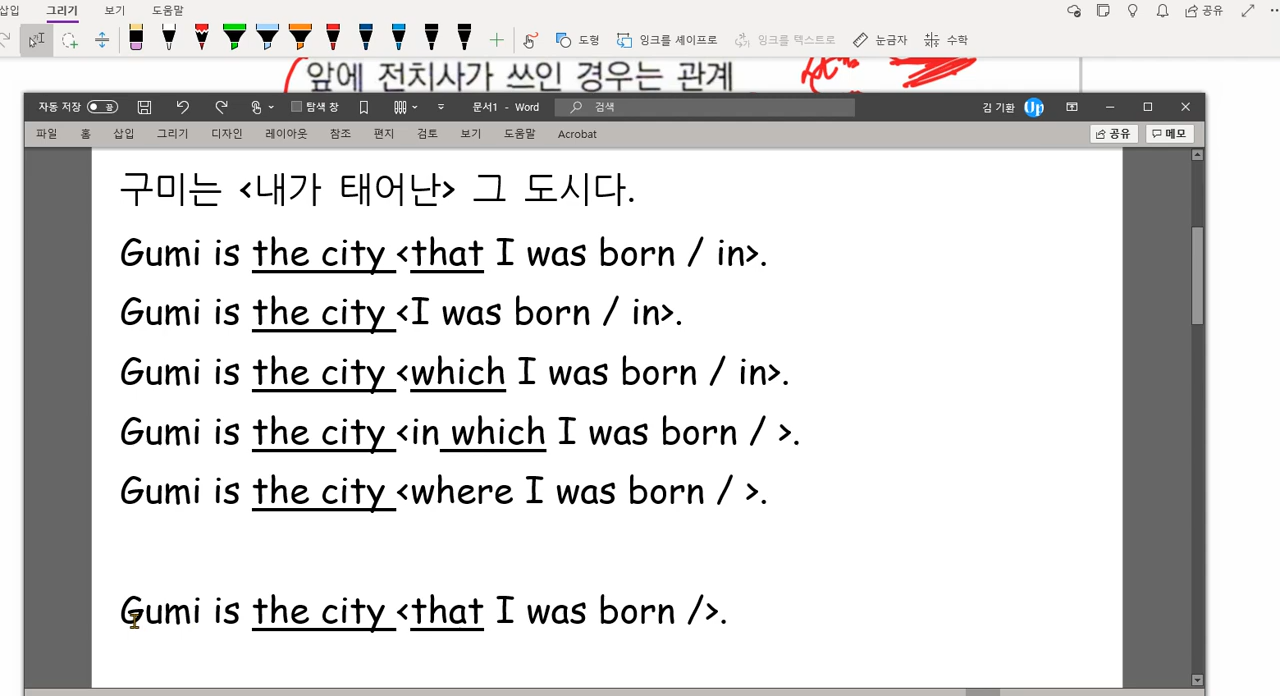 삽입 그리기 보기 도움말 공유
도형 잉크를 셰이프로 잉크를 텍스트로 눈금자 수학
앞에 전치사가 쓰인 경우는 관계
자동 저장 끔 탐색 창 문서1 - Word 검색 김 기환 Up
파일 홈 삽입 그리기 디자인 레이아웃 참조 편지 검토 보기 도움말 Acrobat 공유 메모
구미는 <내가 태어난> 그 도시다.
Gumi is the city <that I was born / in>.
Gumi is the city <I was born / in>.
Gumi is the city <which I was born / in>.
Gumi is the city <in which I was born / >.
Gumi is the city <where I was born / >.
Gumi is the city <that I was born />.